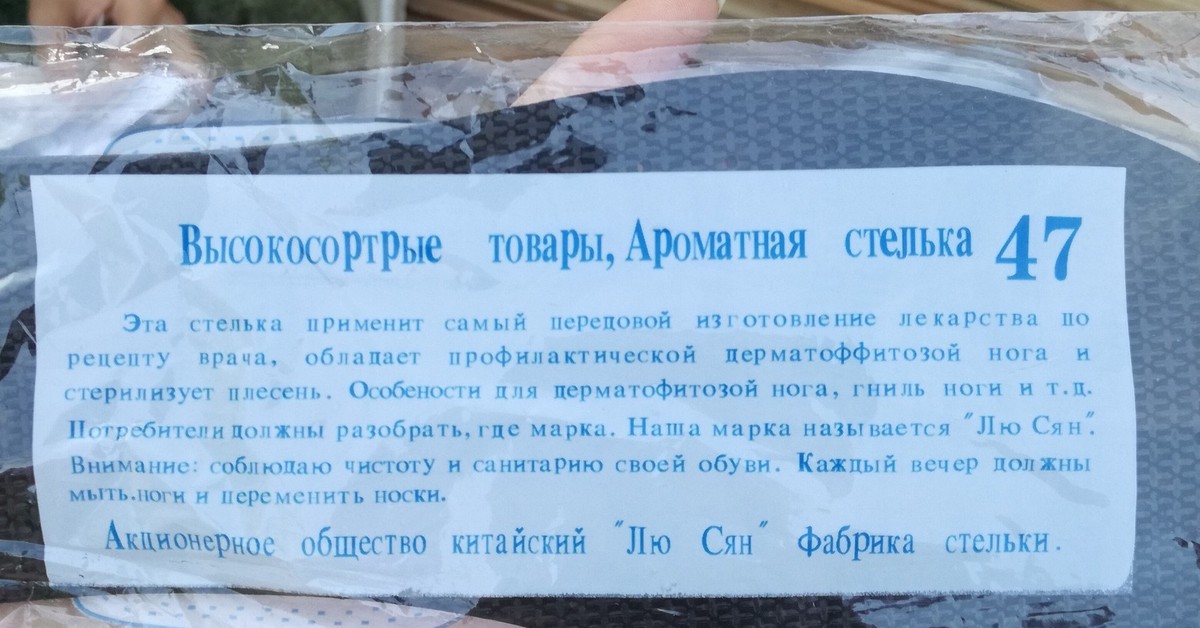 Высокосортрые товары, Ароматная стелька 47
Эта стелька применит самый передовой изготовление лекарства по
рецепту врача, обладает профилактической дерматоффитозой нога и
стерилизует плесень. Особености для дерматофитозой нога, гниль ноги и т.д.
Потребители должны разобрать, где марка. Наша марка называется "Лю Сян".
Внимание: соблюдаю чистоту и санитарию своей обуви. Каждый вечер должны
мыть.ноги и переменить носки.
Акционерное общество китайский "Лю Сян" фабрика стельки.